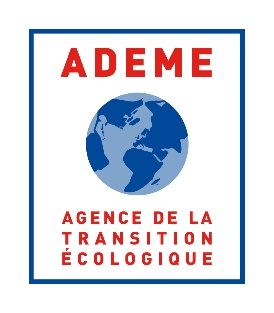 ADEME
AGENCE DE LA
TRANSITION
ÉCOLOGIQUE